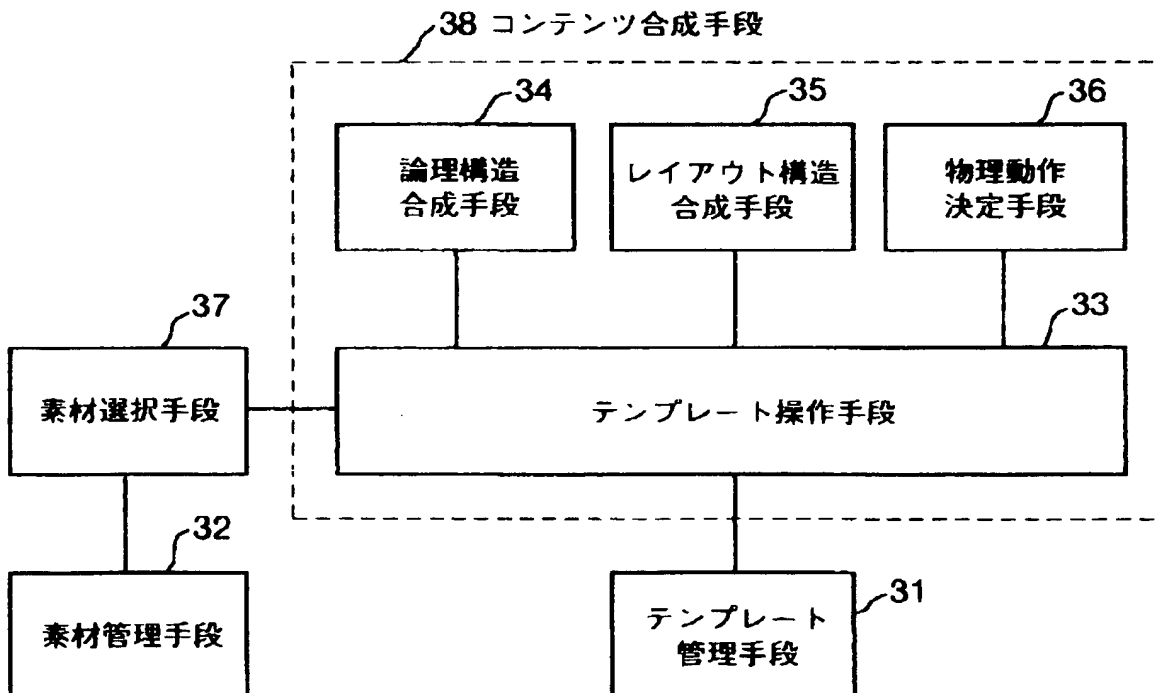 38 コンテンツ合成手段
34
35
36
論理構造
合成手段
レイアウト構造
合成手段
物理動作
決定手段
37
33
素材選択手段
テンプレート操作手段
32
31
素材管理手段
テンプレート
管理手段